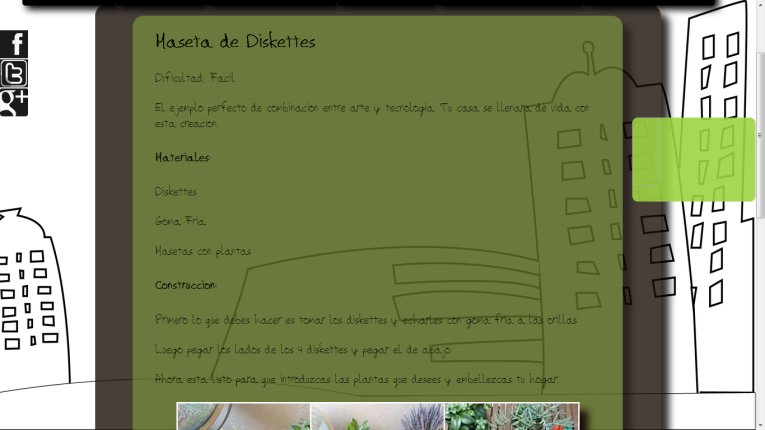 Maseta de Diskettes
Dificultad: Facil
El ejemplo perfecto de combinacion entre arte y tecnologia. Tu casa se llenara de vida con
esta creacion
Materiales:
Diskettes
Goma Fria
Masetas con plantas
Construccion:
Primero lo que debes hacer es tomar los diskettes y echarles con goma fria a las orillas
Luego pegar los lados de los 4 diskettes y pegar el de abajo
Ahora esta listo para que introduzcas las plantas que desees y embellezcas tu hogar.